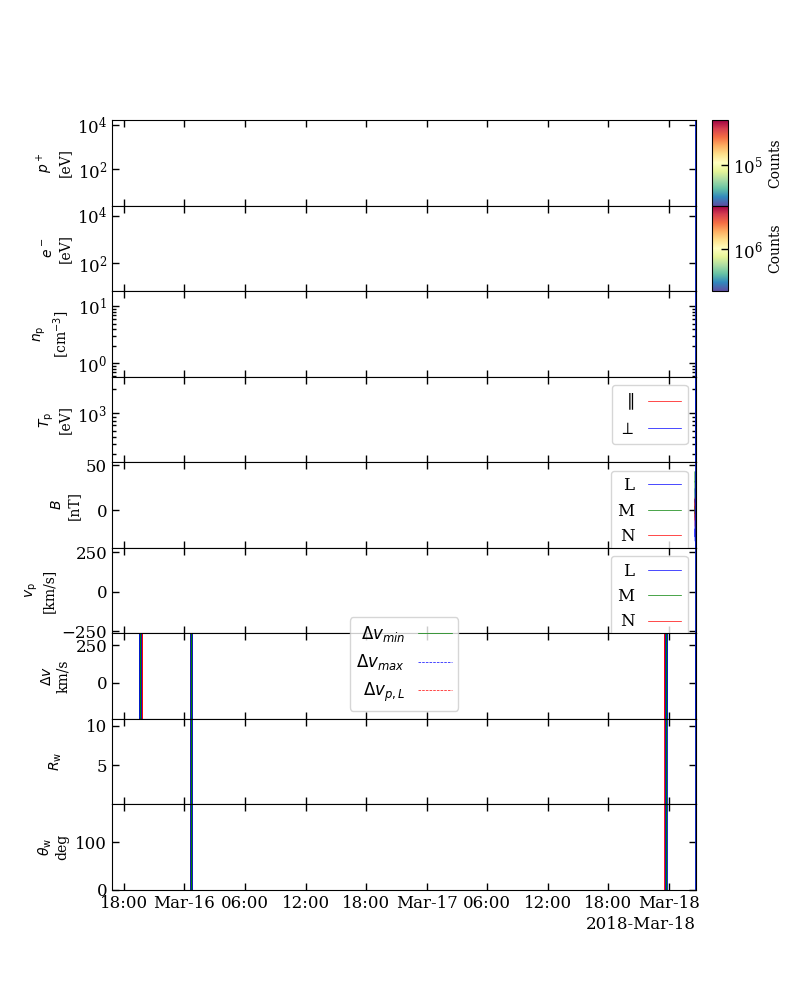 10⁴
10²
p⁺
[eV]
10⁵
Counts
10⁴
10²
e⁻
[eV]
10⁶
Counts
10¹
10⁰
nₚ
[cm⁻³]
10³
Tₚ
[eV]
∥
⊥
50
0
B
[nT]
L
M
N
250
0
−250
vₚ
[km/s]
L
M
N
250
0
Δv
km/s
Δv_min
Δv_max
Δv_p,L
10
5
R_w
100
0
θ_w
deg
18:00 Mar-16 06:00 12:00 18:00 Mar-17 06:00 12:00 18:00 Mar-18
2018-Mar-18